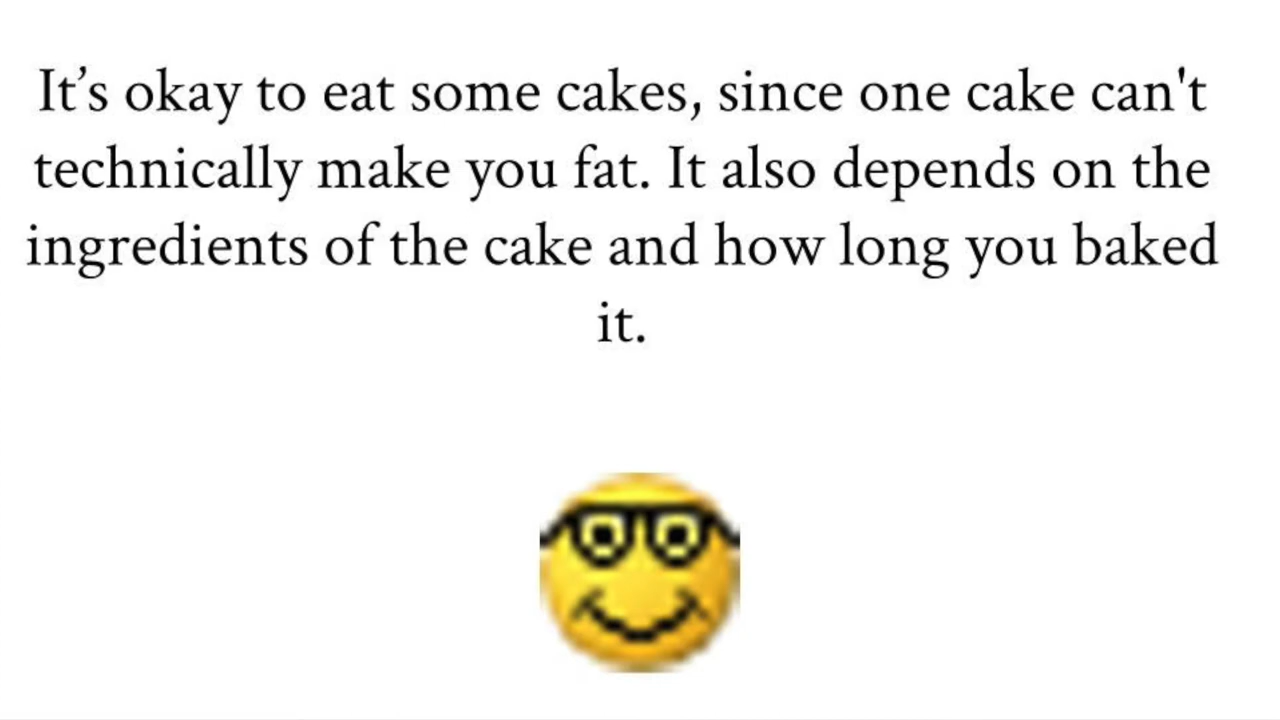 It’s okay to eat some cakes, since one cake can't
technically make you fat. It also depends on the
ingredients of the cake and how long you baked
it.